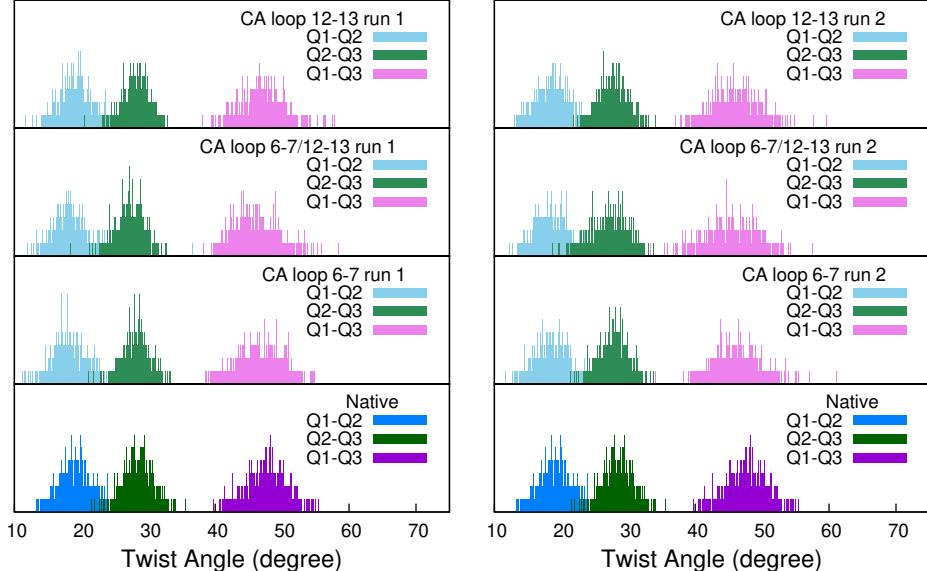 CA loop 12-13 run 1
Q1-Q2
Q2-Q3
Q1-Q3
CA loop 6-7/12-13 run 1
Q1-Q2
Q2-Q3
Q1-Q3
CA loop 6-7 run 1
Q1-Q2
Q2-Q3
Q1-Q3
Native
Q1-Q2
Q2-Q3
Q1-Q3
10 20 30 40 50 60 70
Twist Angle (degree)
CA loop 12-13 run 2
Q1-Q2
Q2-Q3
Q1-Q3
CA loop 6-7/12-13 run 2
Q1-Q2
Q2-Q3
Q1-Q3
CA loop 6-7 run 2
Q1-Q2
Q2-Q3
Q1-Q3
Native
Q1-Q2
Q2-Q3
Q1-Q3
10 20 30 40 50 60 70
Twist Angle (degree)